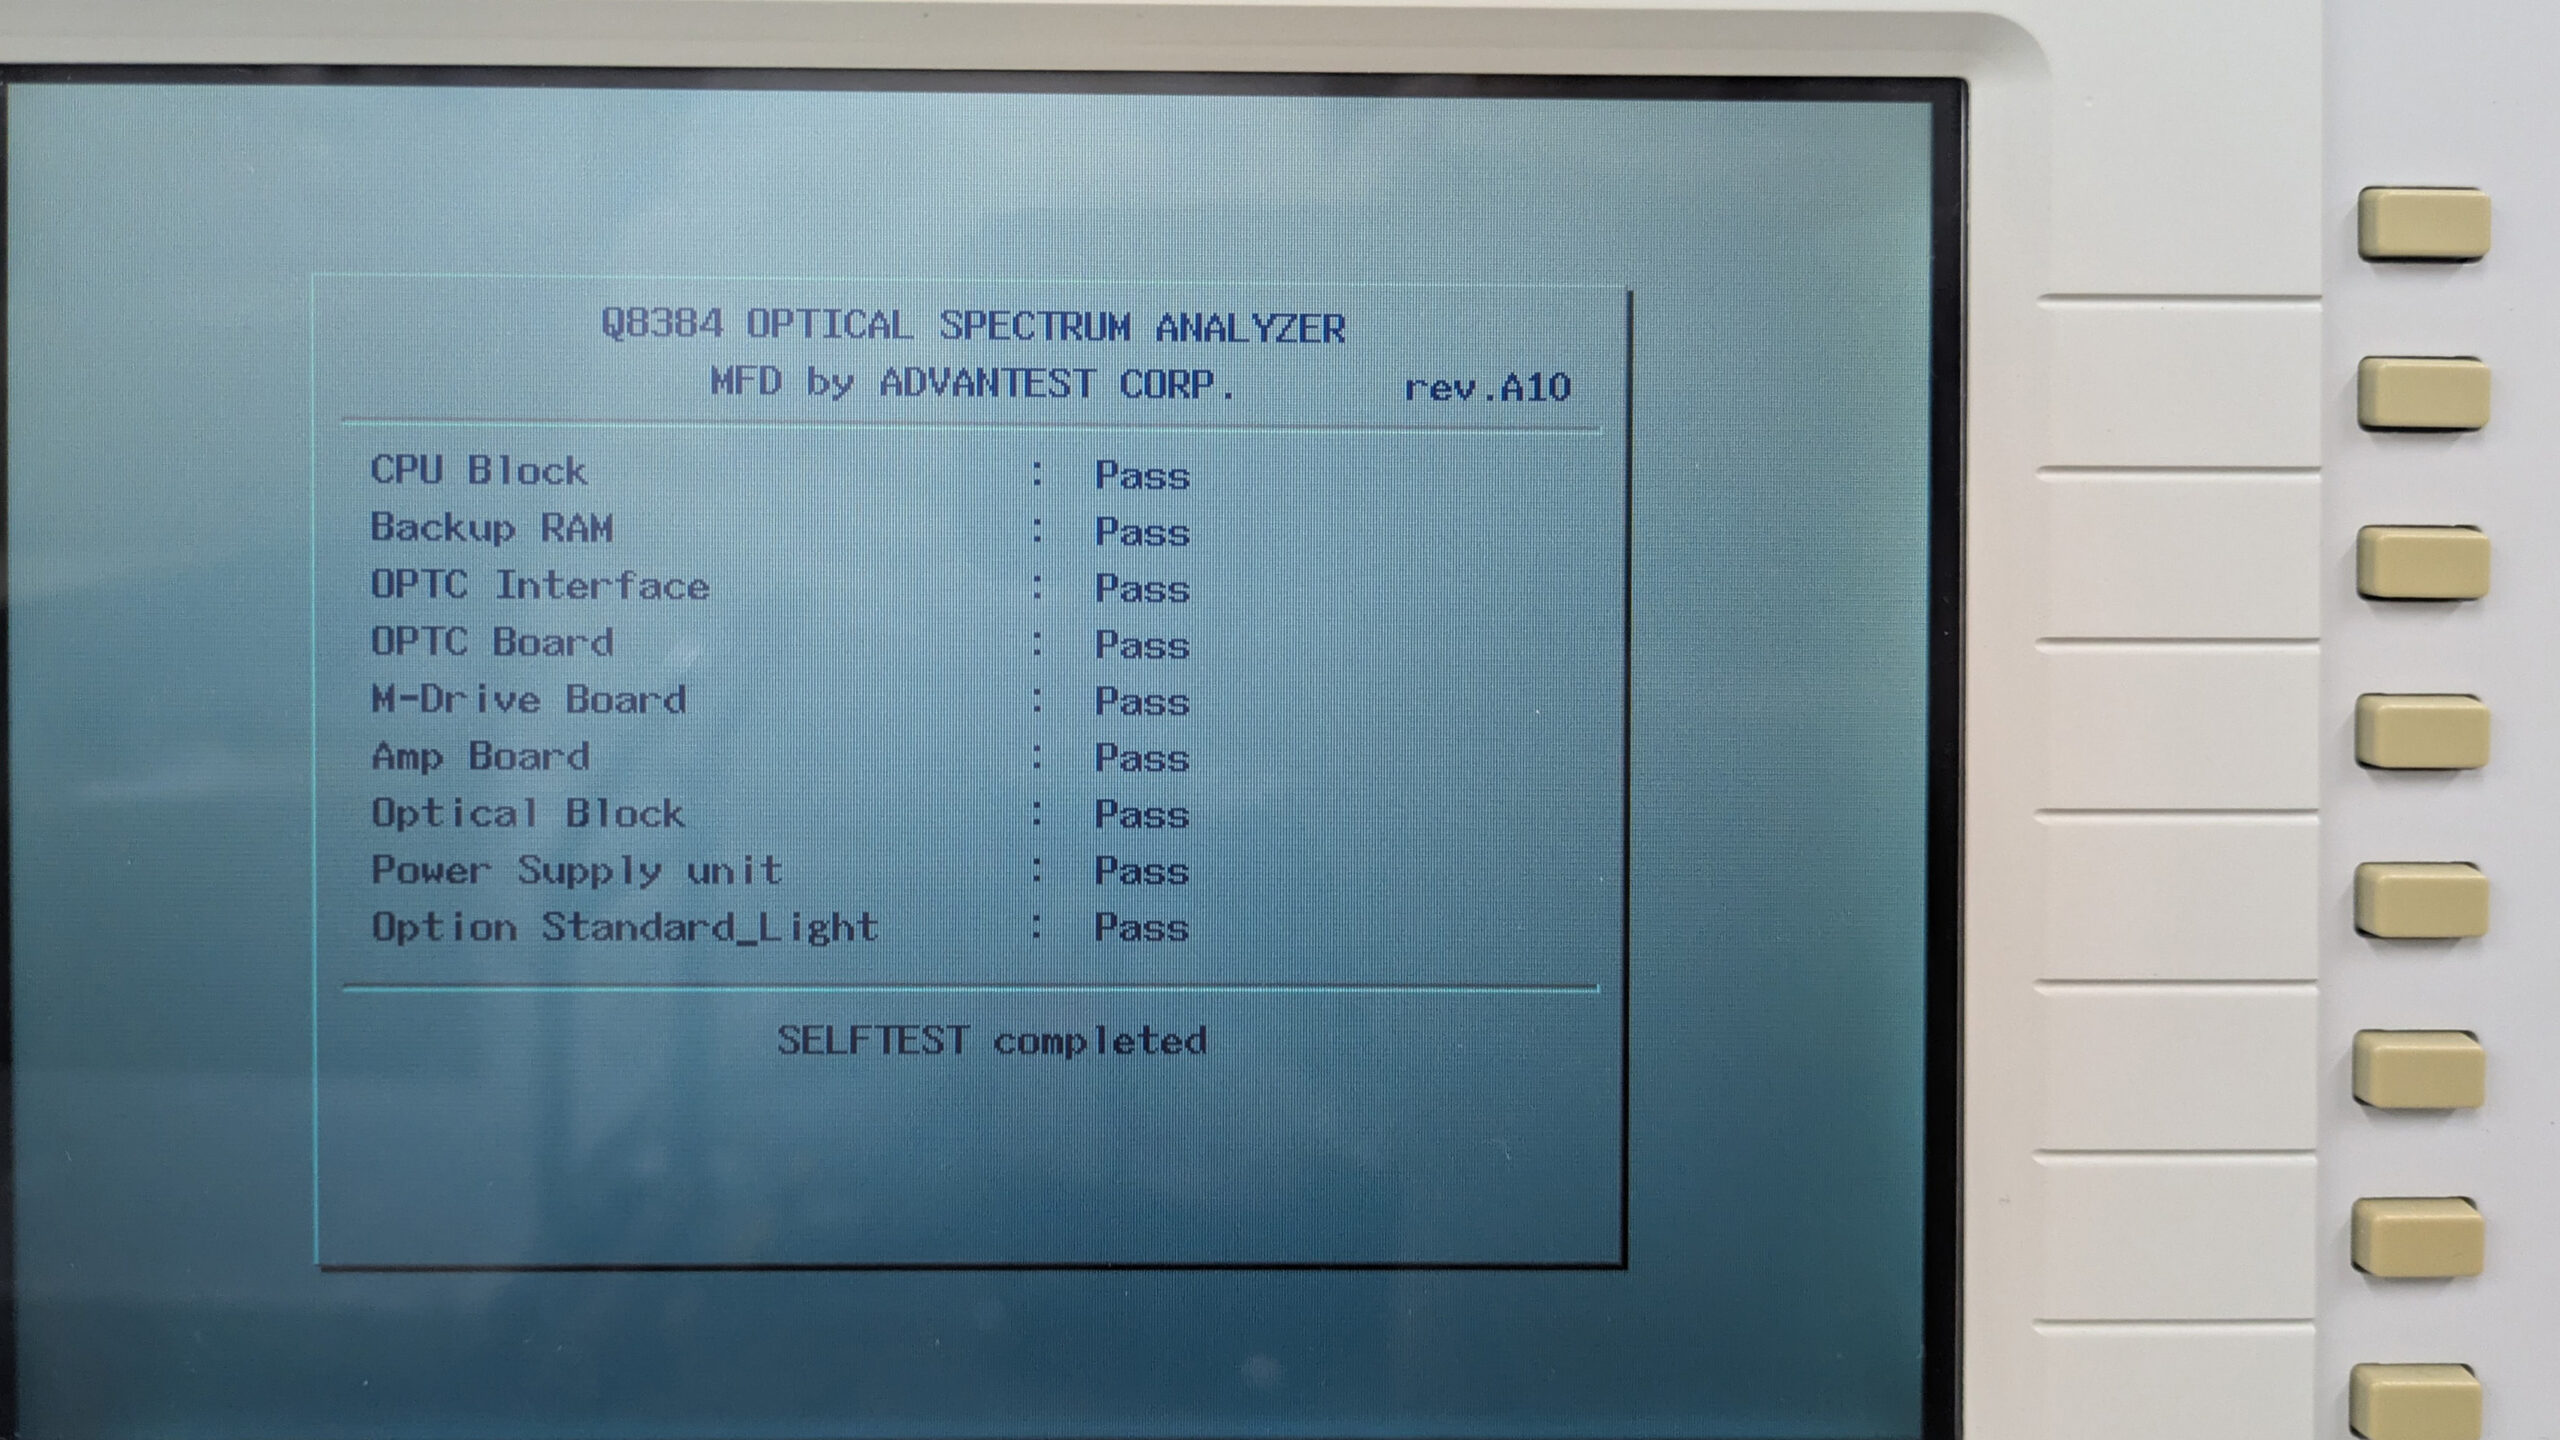 Q8384 OPTICAL SPECTRUM ANALYZER
MFD by ADVANTEST CORP. rev.A10
CPU Block : Pass
Backup RAM : Pass
OPTC Interface : Pass
OPTC Board : Pass
M-Drive Board : Pass
Amp Board : Pass
Optical Block : Pass
Power Supply unit : Pass
Option Standard_Light : Pass
SELFTEST completed